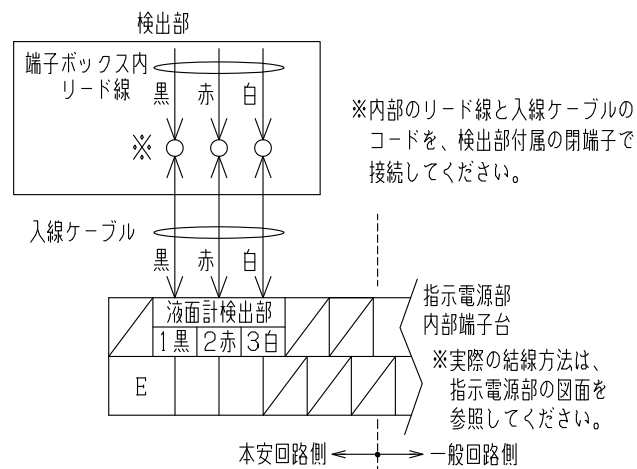 検出部
端子ボックス内
リード線
黒 赤 白
※
※内部のリード線と入線ケーブルの
コードを、検出部付属の閉端子で
接続してください。
入線ケーブル
黒 赤 白
液面計検出部
1黒 2赤 3白
E
指示電源部
内部端子台
※実際の結線方法は、
指示電源部の図面を
参照してください。
本安回路側 一般回路側